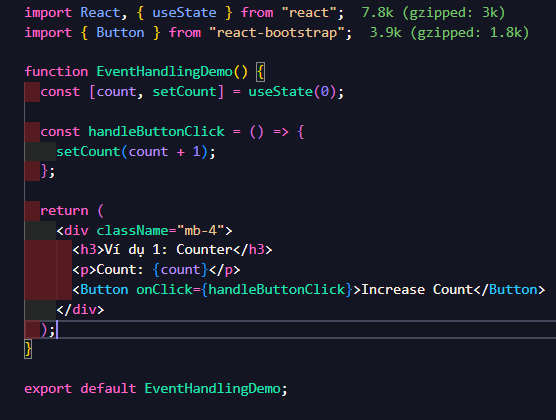 import React, { useState } from "react";  7.8k (gzipped: 3k)
import { Button } from "react-bootstrap";  3.9k (gzipped: 1.8k)

function EventHandlingDemo() {
  const [count, setCount] = useState(0);

  const handleButtonClick = () => {
    setCount(count + 1);
  };

  return (
    <div className="mb-4">
      <h3>Ví dụ 1: Counter</h3>
      <p>Count: {count}</p>
      <Button onClick={handleButtonClick}>Increase Count</Button>
    </div>
  );
}

export default EventHandlingDemo;